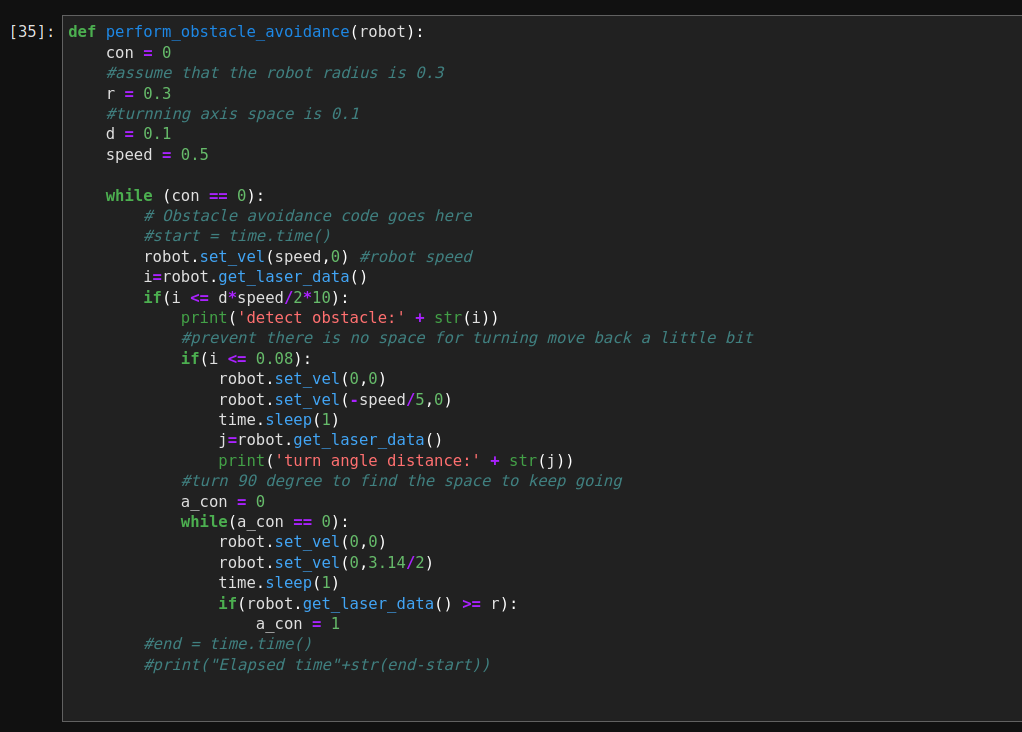 [35]: def perform_obstacle_avoidance(robot):
    con = 0
    #assume that the robot radius is 0.3
    r = 0.3
    #turnning axis space is 0.1
    d = 0.1
    speed = 0.5

    while (con == 0):
        # Obstacle avoidance code goes here
        #start = time.time()
        robot.set_vel(speed,0) #robot speed
        i=robot.get_laser_data()
        if(i <= d*speed/2*10):
            print('detect obstacle:' + str(i))
            #prevent there is no space for turning move back a little bit
            if(i <= 0.08):
                robot.set_vel(0,0)
                robot.set_vel(-speed/5,0)
                time.sleep(1)
                j=robot.get_laser_data()
                print('turn angle distance:' + str(j))
            #turn 90 degree to find the space to keep going
            a_con = 0
            while(a_con == 0):
                robot.set_vel(0,0)
                robot.set_vel(0,3.14/2)
                time.sleep(1)
                if(robot.get_laser_data() >= r):
                    a_con = 1
        #end = time.time()
        #print("Elapsed time"+str(end-start))